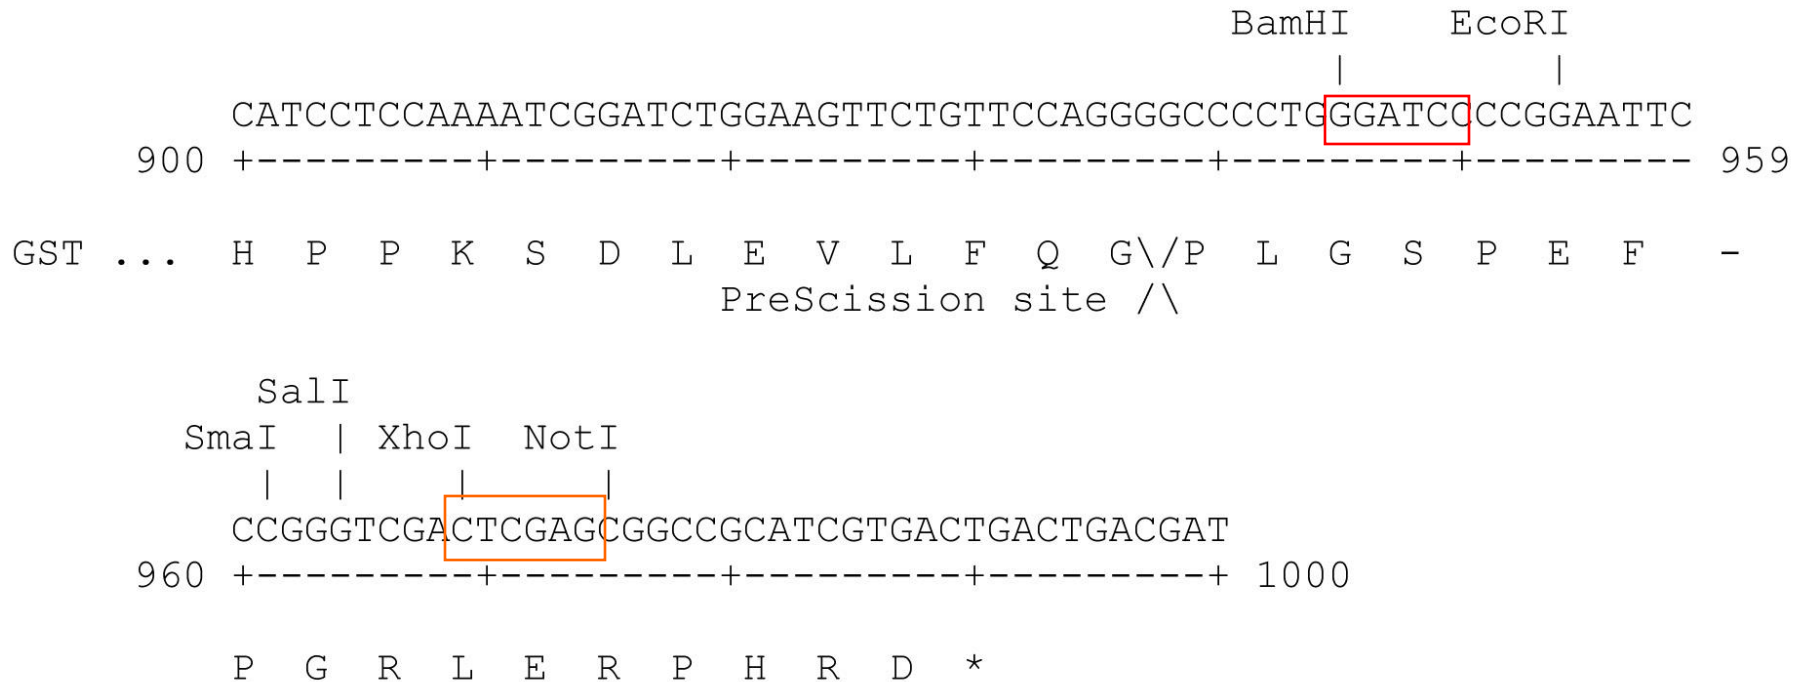 BamHI EcoRI
| |
CATCCTCCAAAATCGGATCTGGAAGTTCTGTTCCAGGGGCCCCTGGGATCCCCGGAATTC
900 +---------+---------+---------+---------+---------+--------- 959
GST ... H P P K S D L E V L F Q G\/P L G S P E F -
PreScission site /\
SalI
SmaI | XhoI NotI
| | | |
CCGGGTCGACTCGAGCGGCCGCATCGTGACTGACTGACGAT
960 +---------+---------+---------+---------+ 1000
P G R L E R P H R D *